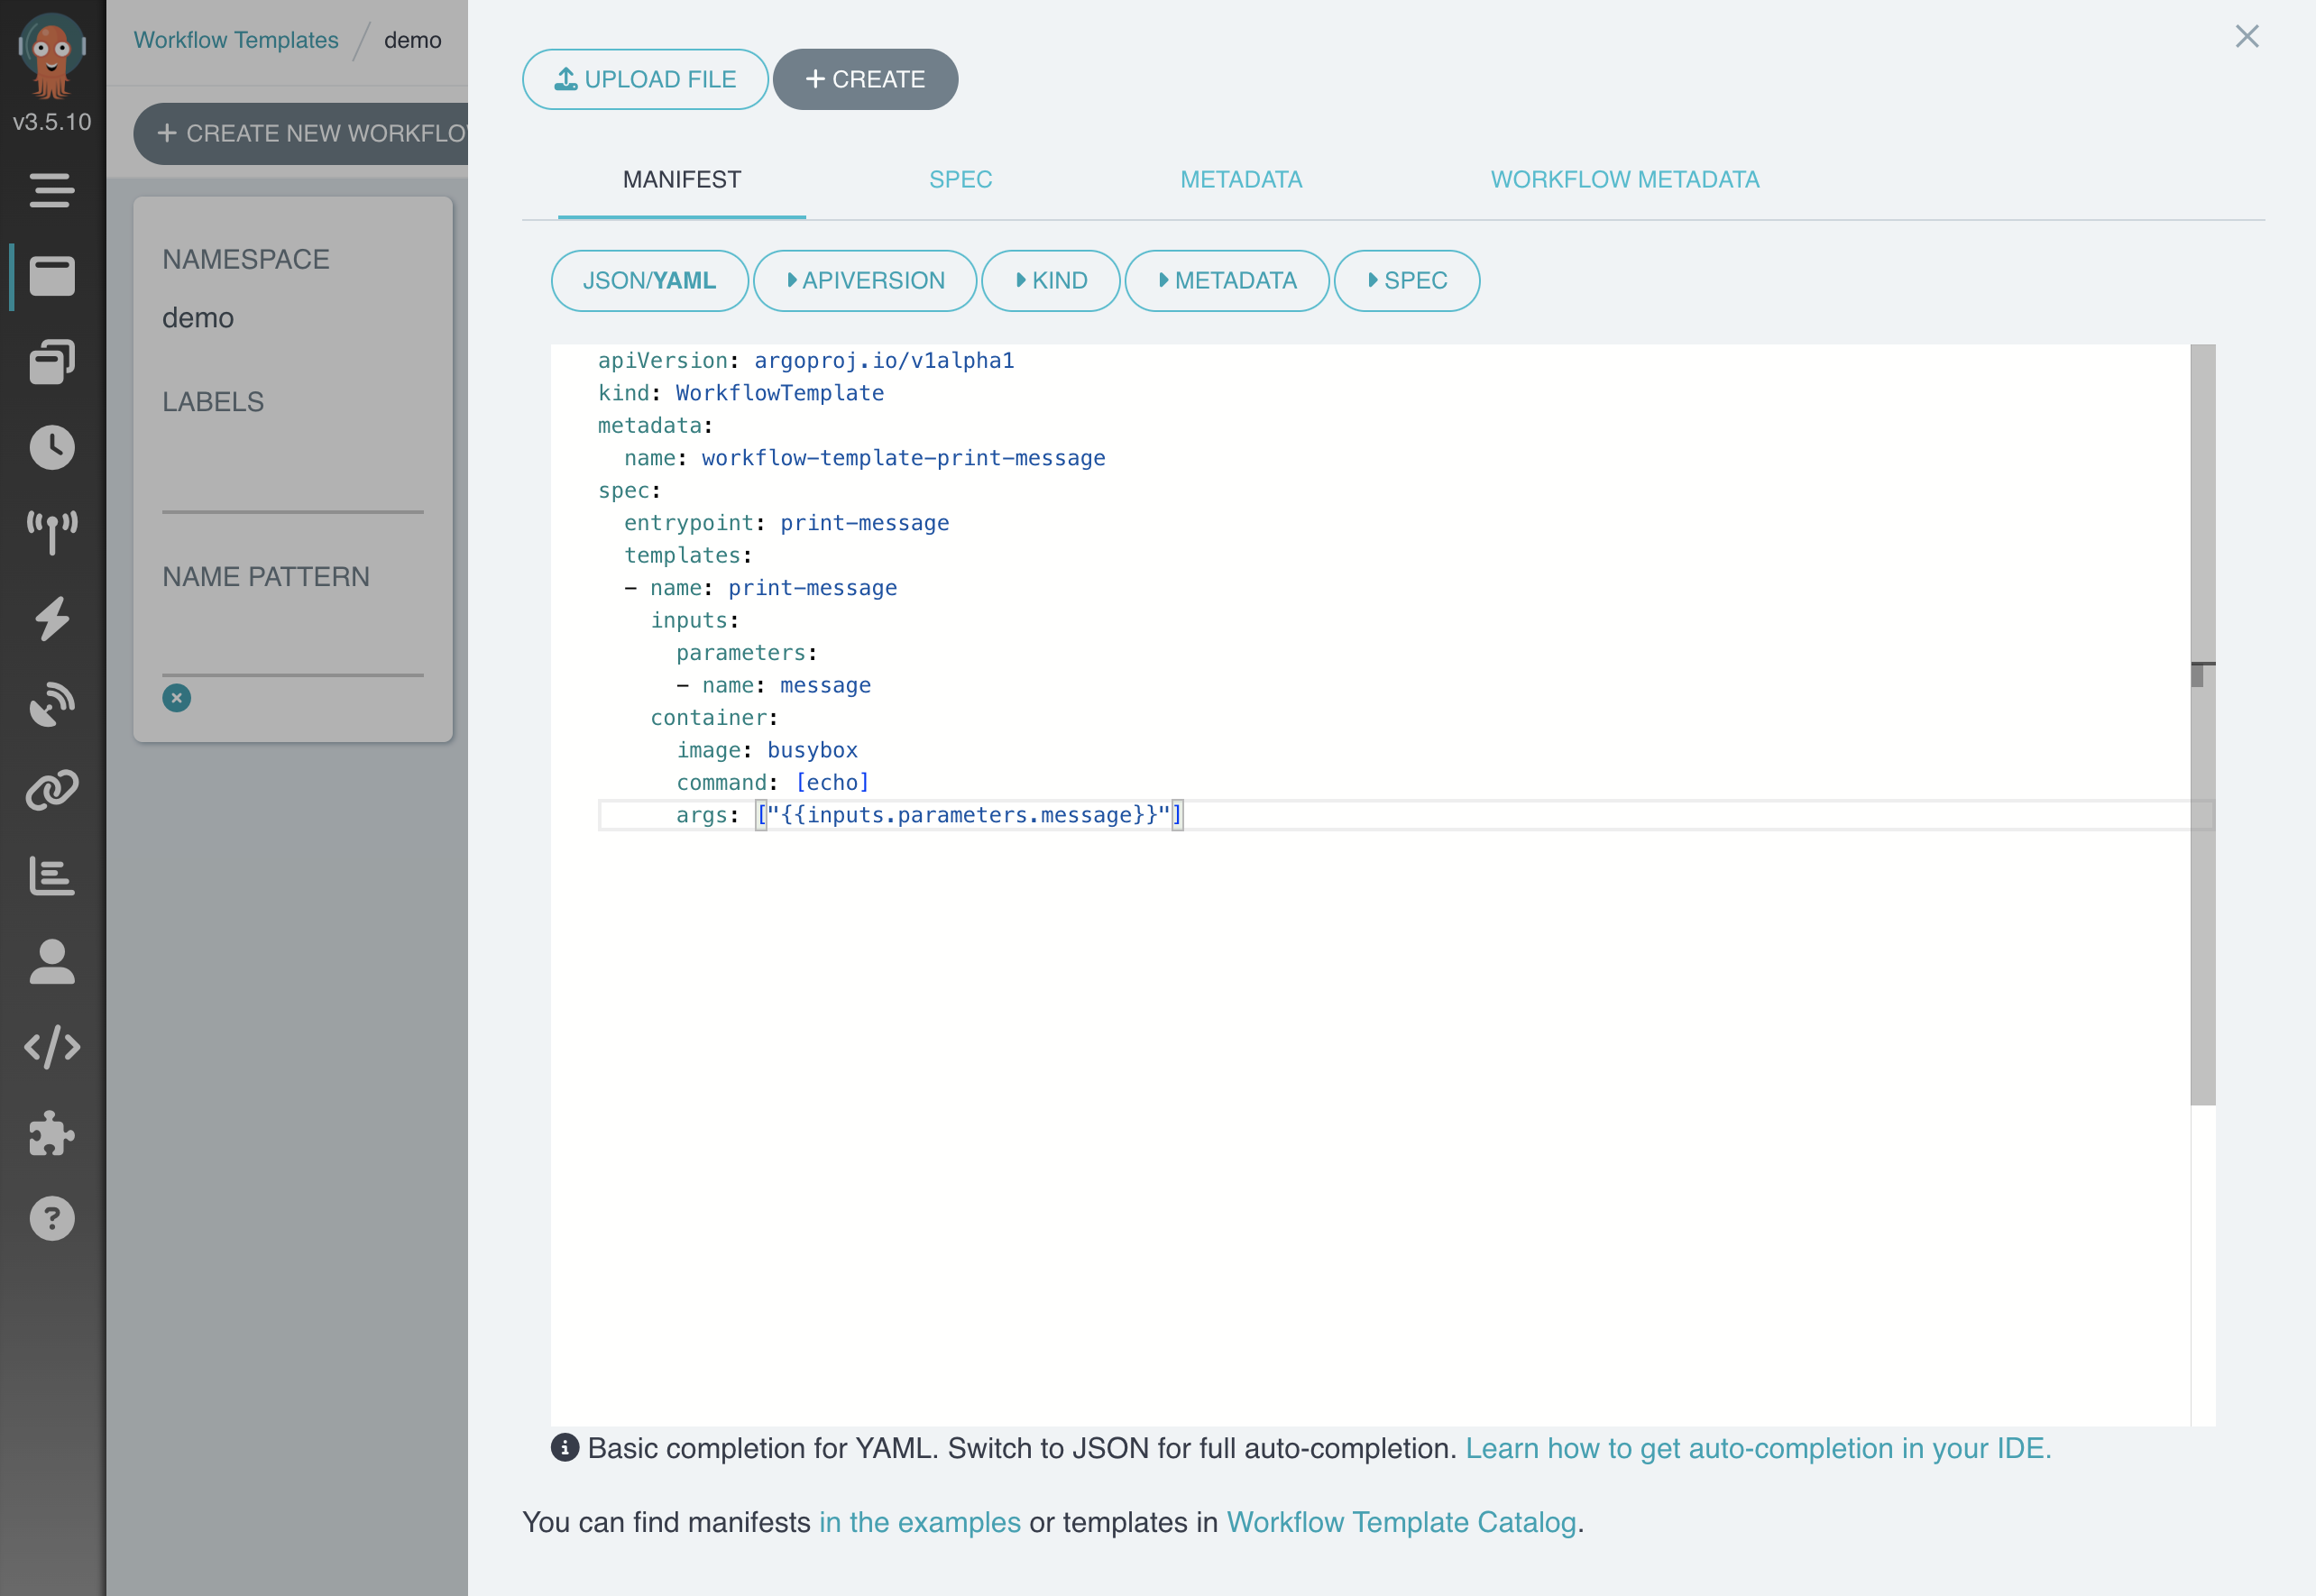 v3.5.10
Workflow Templates / demo
+ CREATE NEW WORKFLO
NAMESPACE
demo
LABELS
NAME PATTERN
UPLOAD FILE
+ CREATE
MANIFEST
SPEC
METADATA
WORKFLOW METADATA
JSON/YAML
APIVERSION
KIND
METADATA
SPEC
apiVersion: argoproj.io/v1alpha1
kind: WorkflowTemplate
metadata:
  name: workflow-template-print-message
spec:
  entrypoint: print-message
  templates:
  - name: print-message
    inputs:
      parameters:
      - name: message
    container:
      image: busybox
      command: [echo]
      args: ["{{inputs.parameters.message}}"]
Basic completion for YAML. Switch to JSON for full auto-completion. Learn how to get auto-completion in your IDE.
You can find manifests in the examples or templates in Workflow Template Catalog.